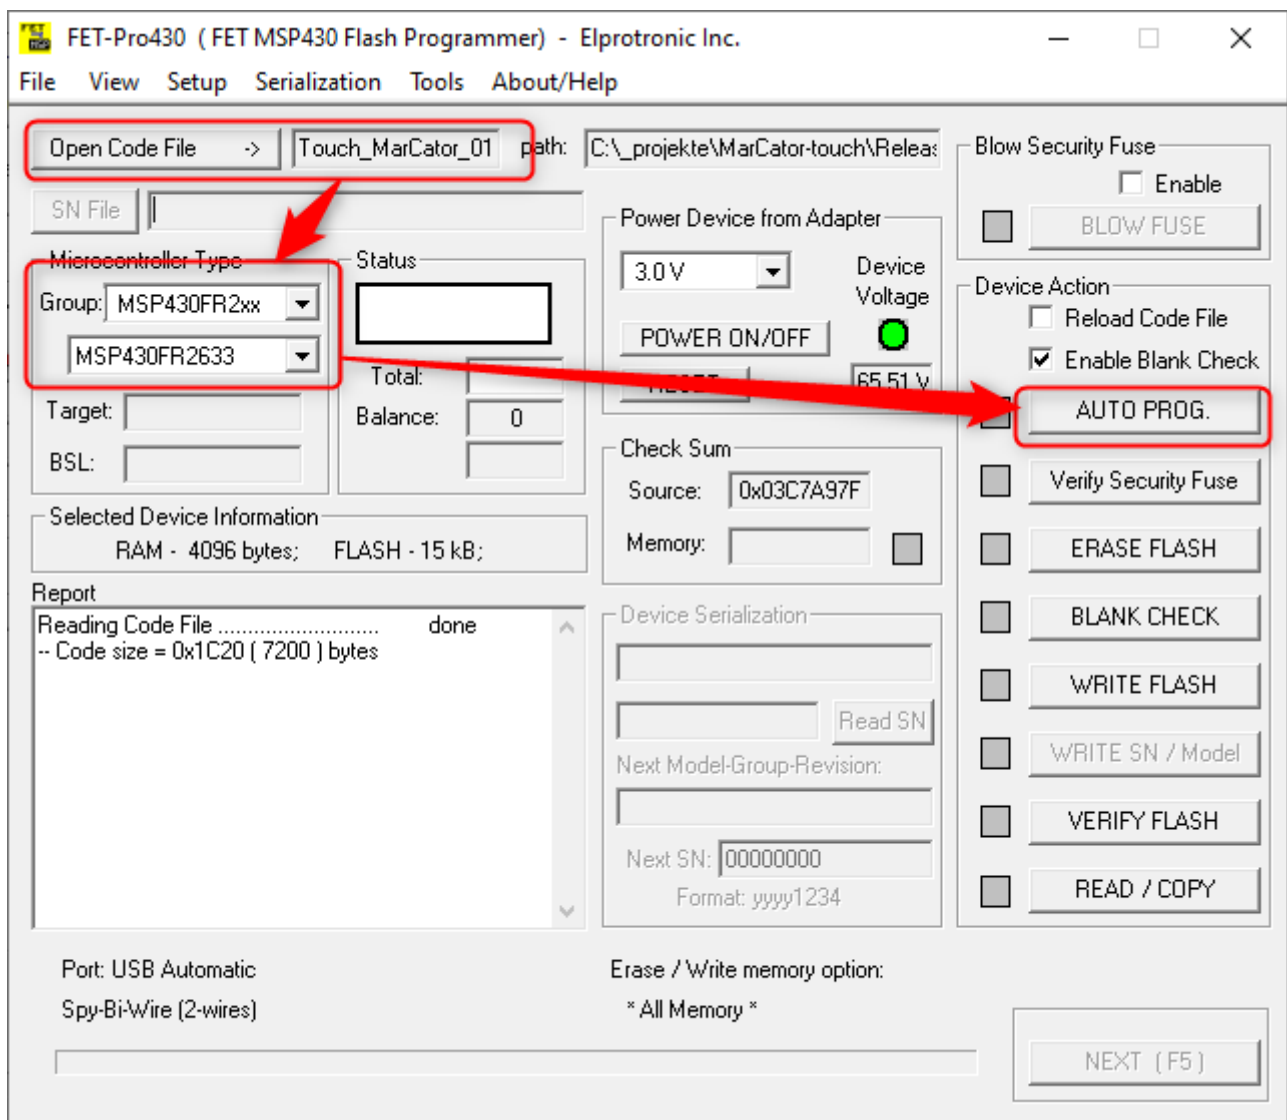 FET-Pro430 ( FET MSP430 Flash Programmer) - Elprotronic Inc.
File View Setup Serialization Tools About/Help
Open Code File -> Touch_MarCator_01 path: C:\_projekte\MarCator-touch\Releas
SN File
Microcontroller Type
Group: MSP430FR2xx
MSP430FR2633
Target:
BSL:
Status
Total:
Balance: 0
Selected Device Information
RAM - 4096 bytes; FLASH - 15 kB;
Report
Reading Code File ........................... done
-- Code size = 0x1C20 ( 7200 ) bytes
Power Device from Adapter
3.0 V
Device
Voltage
POWER ON/OFF
RESET
65.51 V
Check Sum
Source: 0x03C7A97F
Memory:
Device Serialization
Read SN
Next Model-Group-Revision:
Next SN: 00000000
Format: yyyy1234
Blow Security Fuse
Enable
BLOW FUSE
Device Action
Reload Code File
Enable Blank Check
AUTO PROG.
Verify Security Fuse
ERASE FLASH
BLANK CHECK
WRITE FLASH
WRITE SN / Model
VERIFY FLASH
READ / COPY
Port: USB Automatic
Spy-Bi-Wire (2-wires)
Erase / Write memory option:
* All Memory *
NEXT ( F5 )